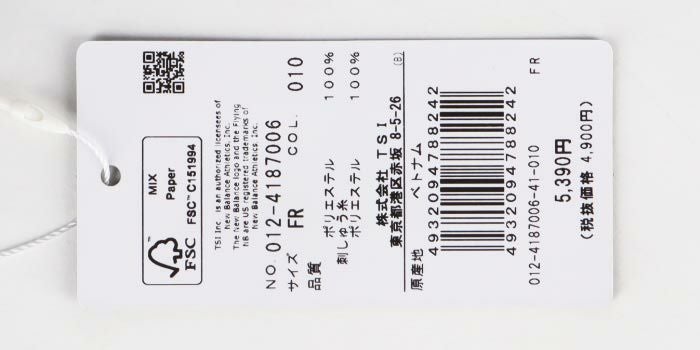 MIX
Paper
FSC™ C151994
FSC
TSI Inc. is an authorized licensees of
New Balance Athletics, Inc.
The New Balance logo and the Flying
NB are US registered trademarks of
New Balance Athletics, Inc.
NO. 012-4187006
サイズ FR COL. 010
品質 ポリエステル 100%
刺しゅう糸
ポリエステル 100%
(B)
株式会社 TSI
東京都港区赤坂 8-5-26
原産地 ベトナム
4932094788242
4932094788242
012-4187006-41-010
FR
5,390円
(税抜価格 4,900円)